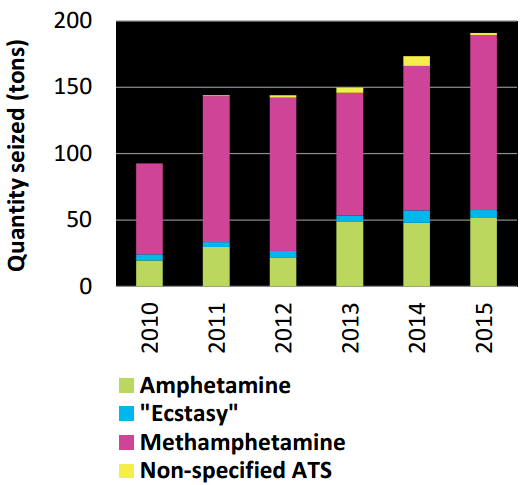 Quantity seized (tons)
200
150
100
50
0
2010
2011
2012
2013
2014
2015
Amphetamine
"Ecstasy"
Methamphetamine
Non-specified ATS